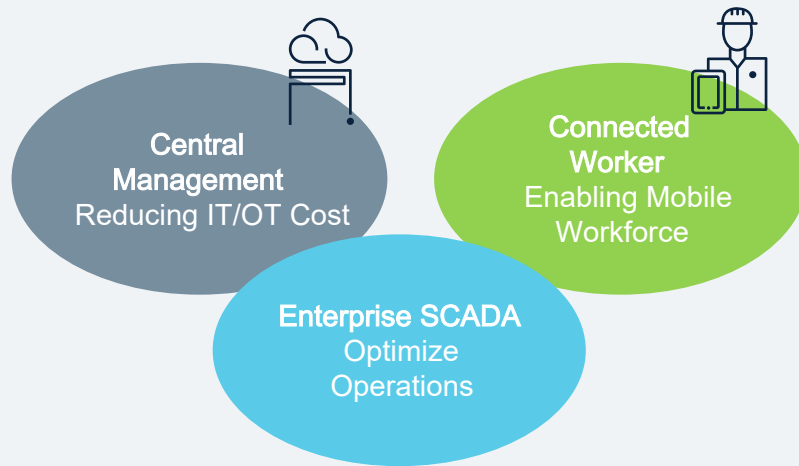 Central
Management
Reducing IT/OT Cost
Connected
Worker
Enabling Mobile
Workforce
Enterprise SCADA
Optimize
Operations